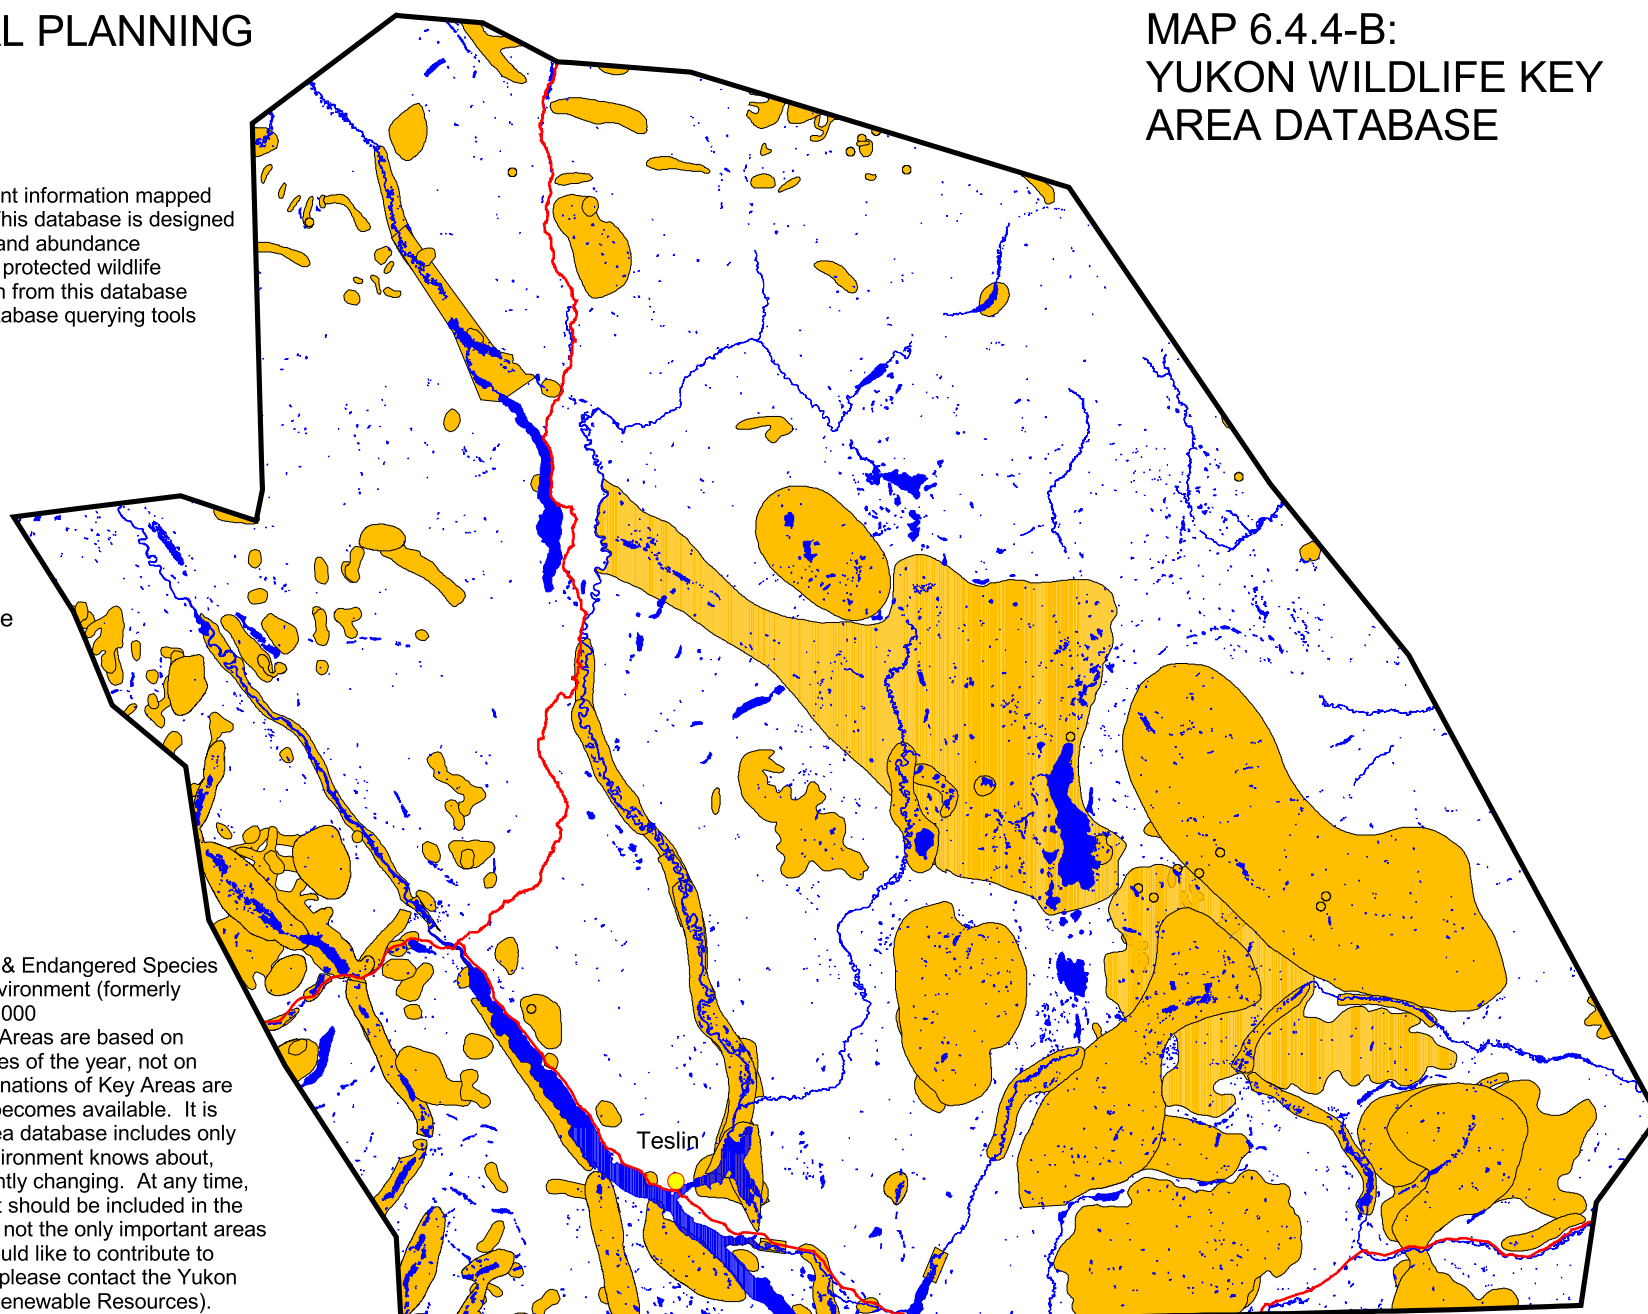 L PLANNING
MAP 6.4.4-B:
YUKON WILDLIFE KEY
AREA DATABASE
nt information mapped
This database is designed
and abundance
protected wildlife
from this database
abase querying tools
e
& Endangered Species
vironment (formerly
000
Areas are based on
es of the year, not on
nations of Key Areas are
becomes available. It is
ea database includes only
vironment knows about,
ntly changing. At any time,
t should be included in the
not the only important areas
uld like to contribute to
please contact the Yukon
Renewable Resources).
Teslin